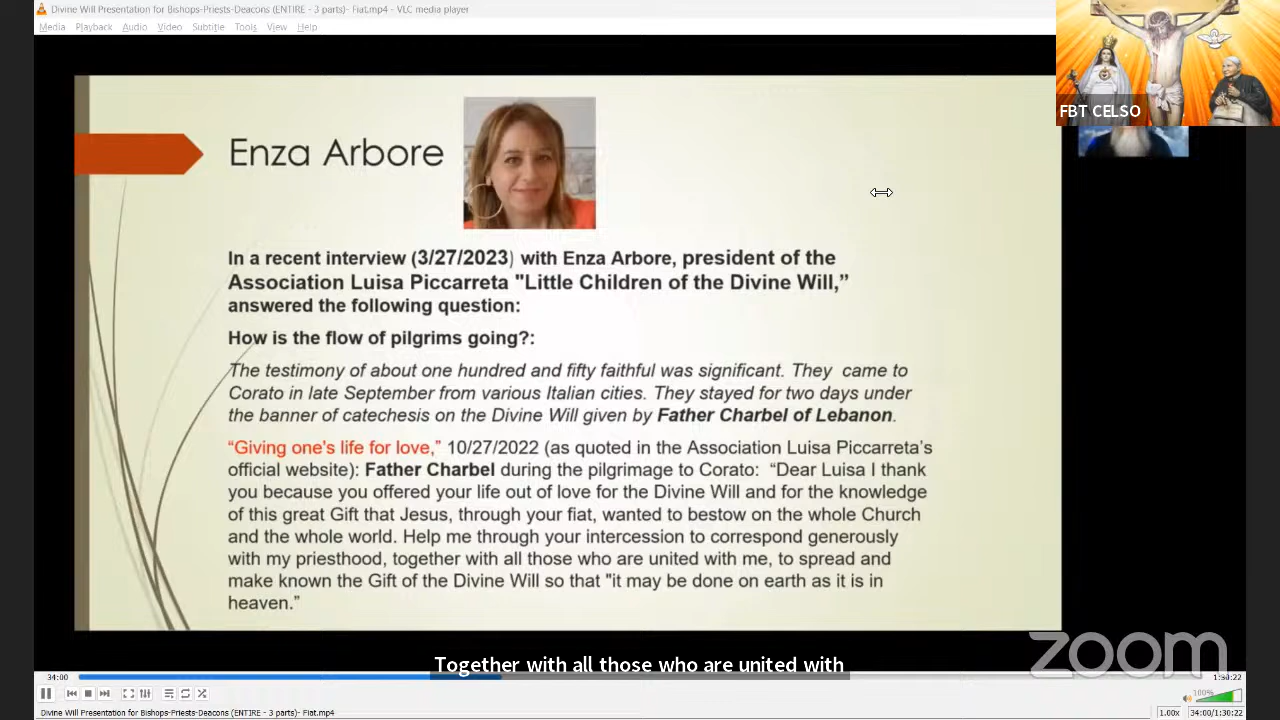 Divine Will Presentation for Bishops-Priests-Deacons (ENTIRE - 3 parts)- Fiat.mp4 - VLC media player
Media Playback Audio Video Subtitle Tools View Help
FBT CELSO
Enza Arbore
In a recent interview (3/27/2023) with Enza Arbore, president of the
Association Luisa Piccarreta "Little Children of the Divine Will,”
answered the following question:
How is the flow of pilgrims going?:
The testimony of about one hundred and fifty faithful was significant. They came to
Corato in late September from various Italian cities. They stayed for two days under
the banner of catechesis on the Divine Will given by Father Charbel of Lebanon.
“Giving one's life for love,” 10/27/2022 (as quoted in the Association Luisa Piccarreta’s
official website): Father Charbel during the pilgrimage to Corato: “Dear Luisa I thank
you because you offered your life out of love for the Divine Will and for the knowledge
of this great Gift that Jesus, through your fiat, wanted to bestow on the whole Church
and the whole world. Help me through your intercession to correspond generously
with my priesthood, together with all those who are united with me, to spread and
make known the Gift of the Divine Will so that "it may be done on earth as it is in
heaven.”
zoom
Together with all those who are united with
34:00 1:30:22
100%
Divine Will Presentation for Bishops-Priests-Deacons (ENTIRE - 3 parts)- Fiat.mp4 1.00x 34:00/1:30:22